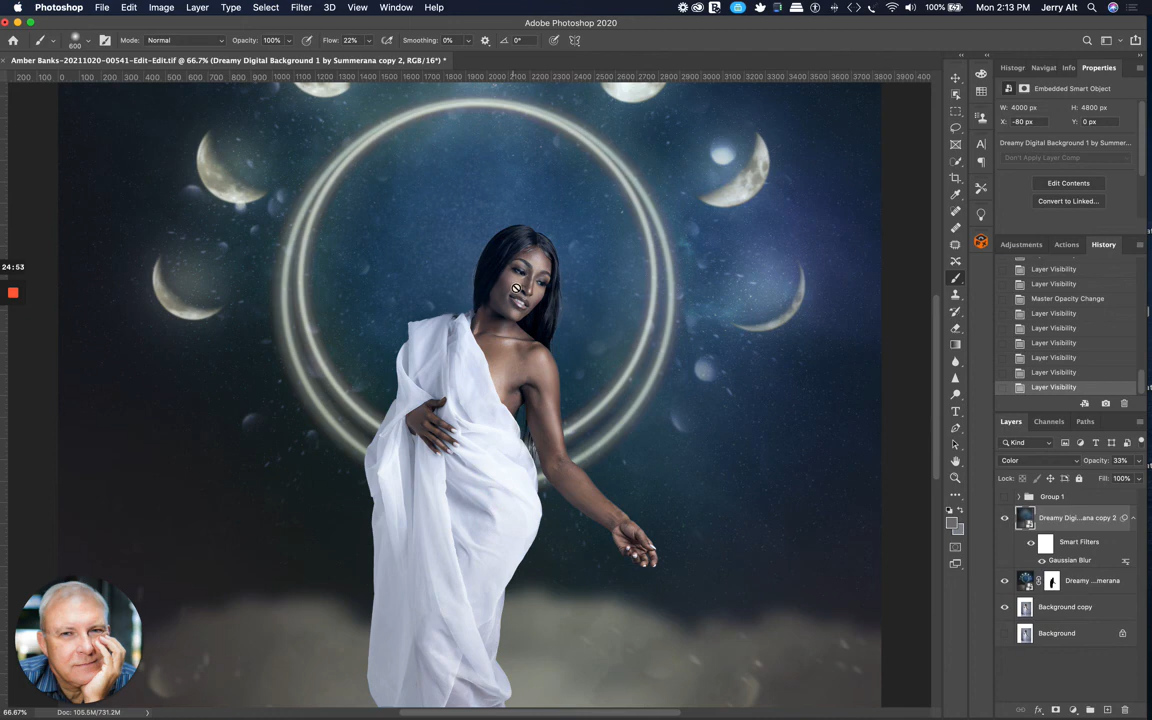 Photoshop File Edit Image Layer Type Select Filter 3D View Window Help 100% Mon 2:13 PM Jerry Alt
Adobe Photoshop 2020
600 Mode: Normal Opacity: 100% Flow: 22% Smoothing: 0% 0°
Amber Banks-20211020-00541-Edit-Edit.tif @ 66.7% (Dreamy Digital Background 1 by Summerana copy 2, RGB/16*) *
200 100 0 100 200 300 400 500 600 700 800 900 1000 1100 1200 1300 1400 1500 1600 1700 1800 1900 2000 2100 2200 2300 2400 2500 2600 2700 2800 2900 3000 3100 3200 3300 3400 3500 3600 3700 3800 3900 400
Histogr Navigat Info Properties
Embedded Smart Object
W: 4000 px H: 4800 px
X: -80 px Y: 0 px
Dreamy Digital Background 1 by Summer...
Don't Apply Layer Comp
Edit Contents
Convert to Linked...
Adjustments Actions History
Layer Visibility
Layer Visibility
Master Opacity Change
Layer Visibility
Layer Visibility
Layer Visibility
Layer Visibility
Layer Visibility
Layer Visibility
24:53
Layers Channels Paths
Kind
Color Opacity: 33%
Lock: Fill: 100%
Group 1
Dreamy Digi...ana copy 2
Smart Filters
Gaussian Blur
Dreamy ...merana
Background copy
Background
66.67% Doc: 105.5M/731.2M